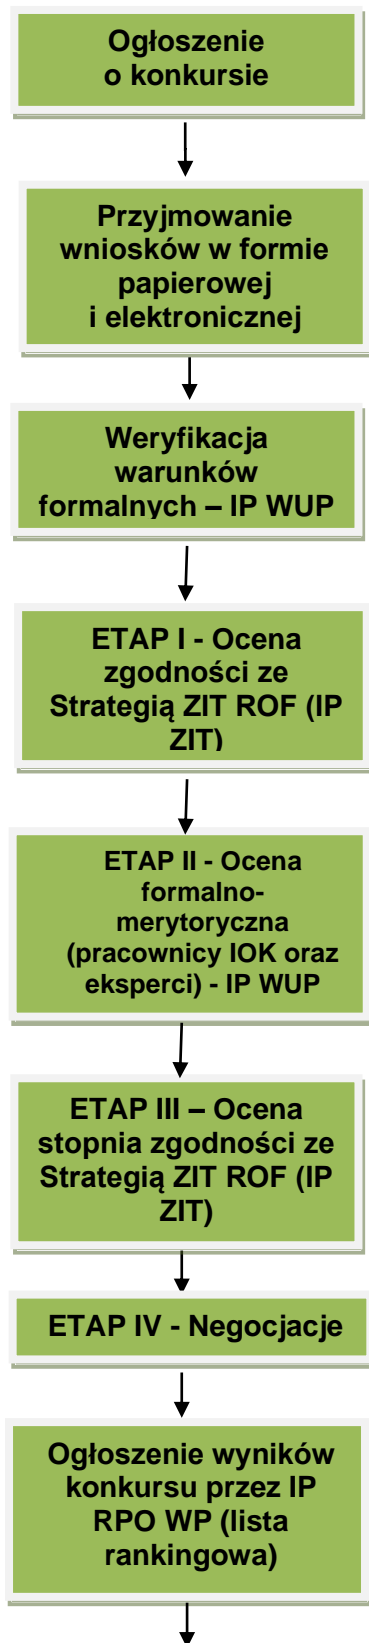 Ogłoszenie
o konkursie
Przyjmowanie
wniosków w formie
papierowej
i elektronicznej
Weryfikacja
warunków
formalnych – IP WUP
ETAP I - Ocena
zgodności ze
Strategią ZIT ROF (IP
ZIT)
ETAP II - Ocena
formalno-
merytoryczna
(pracownicy IOK oraz
eksperci) - IP WUP
ETAP III – Ocena
stopnia zgodności ze
Strategią ZIT ROF (IP
ZIT)
ETAP IV - Negocjacje
Ogłoszenie wyników
konkursu przez IP
RPO WP (lista
rankingowa)